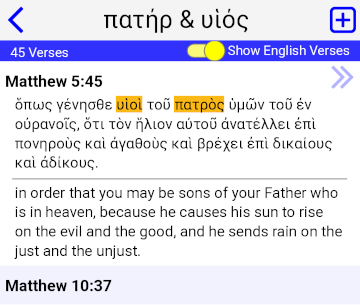 πατήρ & υἱός
45 Verses
Show English Verses
Matthew 5:45
ὅπως γένησθε υἱοὶ τοῦ πατρὸς ὑμῶν τοῦ ἐν
οὐρανοῖς, ὅτι τὸν ἥλιον αὐτοῦ ἀνατέλλει ἐπὶ
πονηροὺς καὶ ἀγαθοὺς καὶ βρέχει ἐπὶ δικαίους
καὶ ἀδίκους.
in order that you may be sons of your Father who
is in heaven, because he causes his sun to rise
on the evil and the good, and he sends rain on the
just and the unjust.
Matthew 10:37